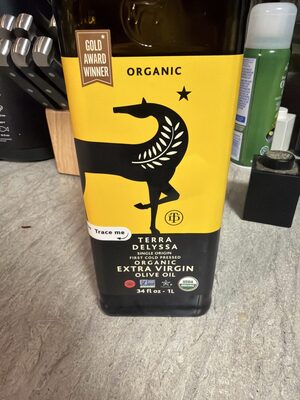 GOLD
AWARD
WINNER
ORGANIC
Trace me
TERRA
DELYSSA
SINGLE ORIGIN
FIRST COLD PRESSED
ORGANIC
EXTRA VIRGIN
OLIVE OIL
USDA
34 fl oz - 1L